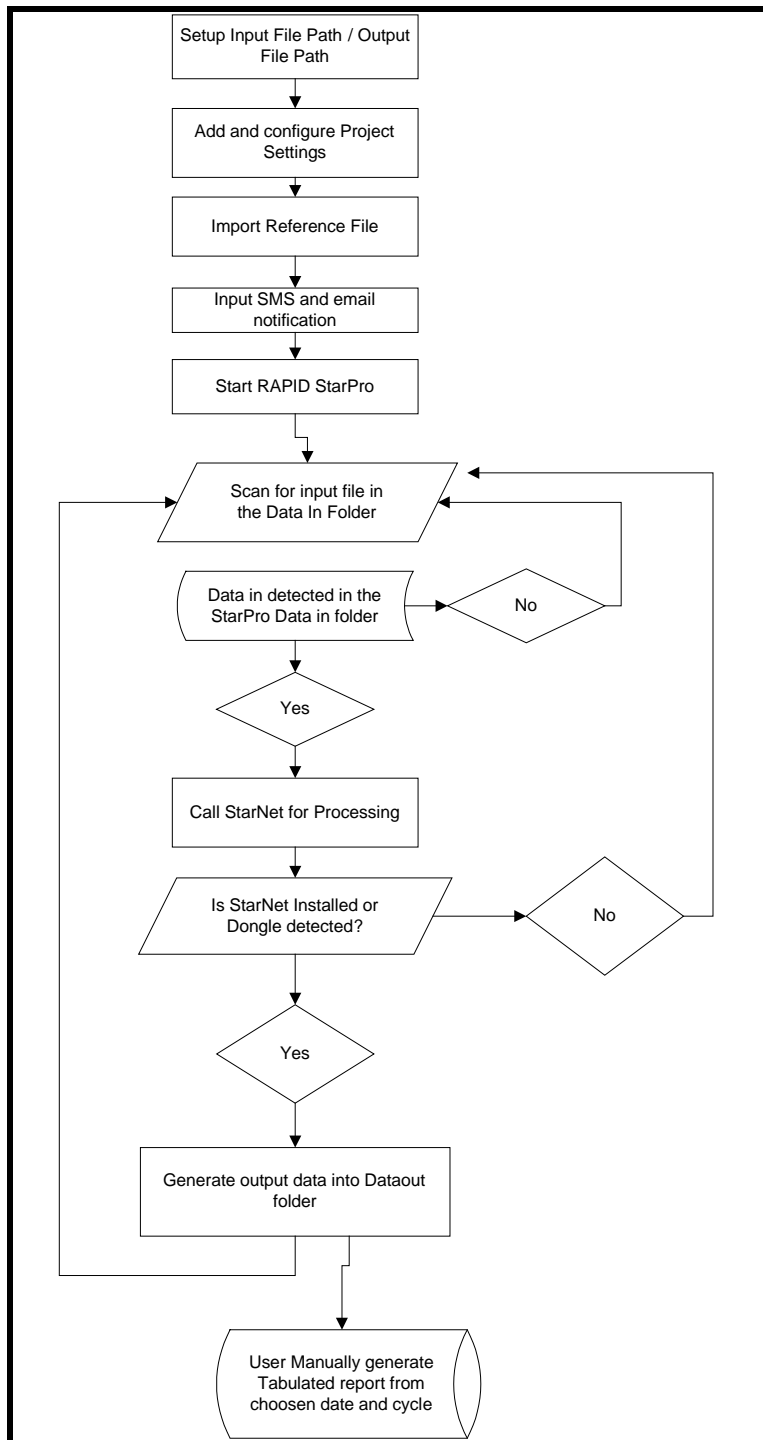 Setup Input File Path / Output
File Path
Add and configure Project
Settings
Import Reference File
Input SMS and email
notification
Start RAPID StarPro
Scan for input file in
the Data In Folder
Data in detected in the
StarPro Data in folder
No
Yes
Call StarNet for Processing
Is StarNet Installed or
Dongle detected?
No
Yes
Generate output data into Dataout
folder
User Manually generate
Tabulated report from
choosen date and cycle